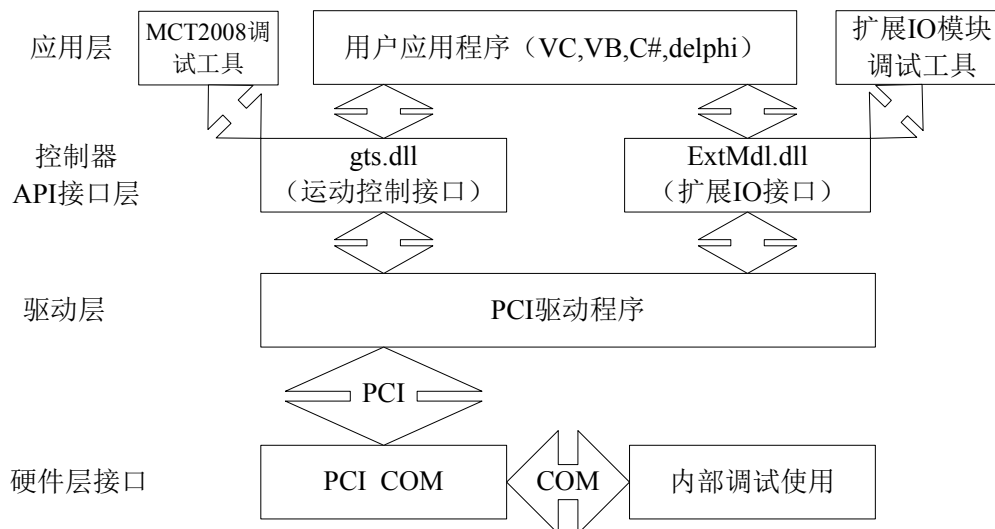 应用层
MCT2008调
试工具
用户应用程序（VC,VB,C#,delphi）
扩展IO模块
调试工具
控制器
API接口层
gts.dll
（运动控制接口）
ExtMdl.dll
（扩展IO接口）
驱动层
PCI驱动程序
PCI
硬件层接口
PCI COM
COM
内部调试使用